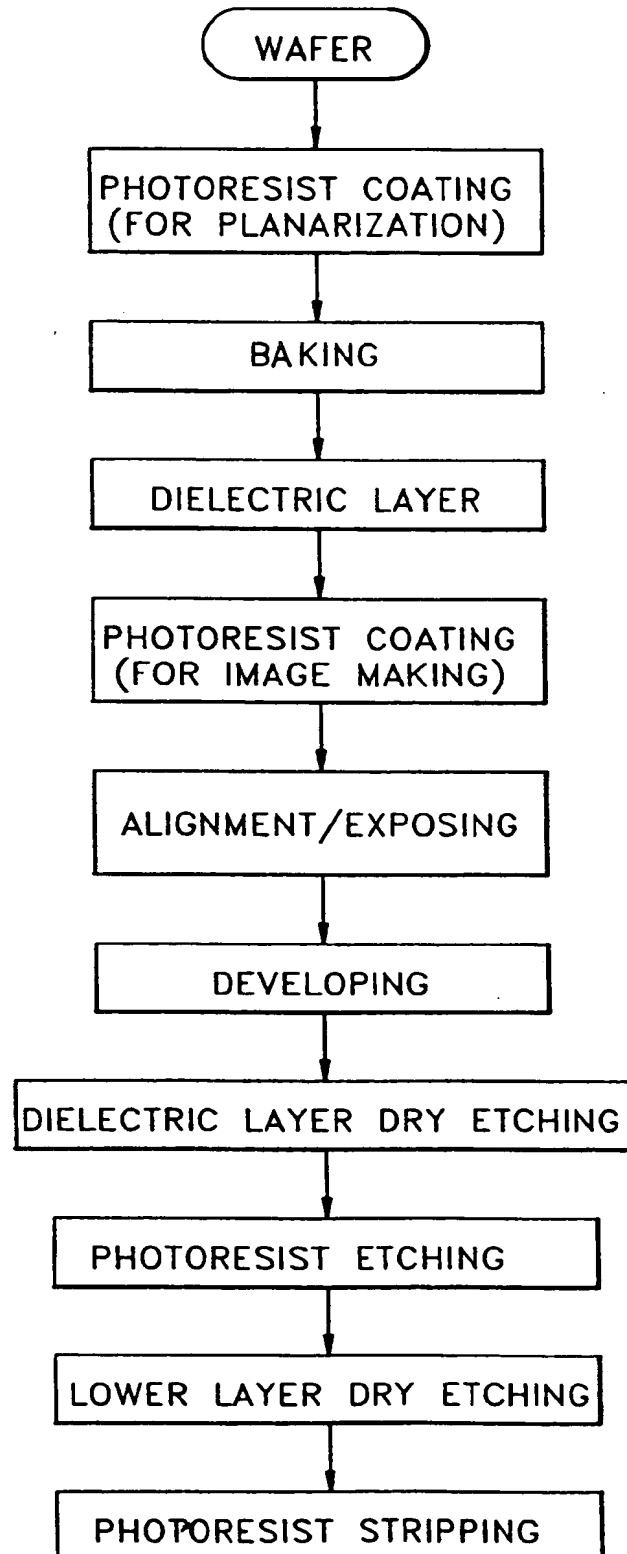 WAFER
PHOTORESIST COATING
(FOR PLANARIZATION)
BAKING
DIELECTRIC LAYER
PHOTORESIST COATING
(FOR IMAGE MAKING)
ALIGNMENT/EXPOSING
DEVELOPING
DIELECTRIC LAYER DRY ETCHING
PHOTORESIST ETCHING
LOWER LAYER DRY ETCHING
PHOTORESIST STRIPPING